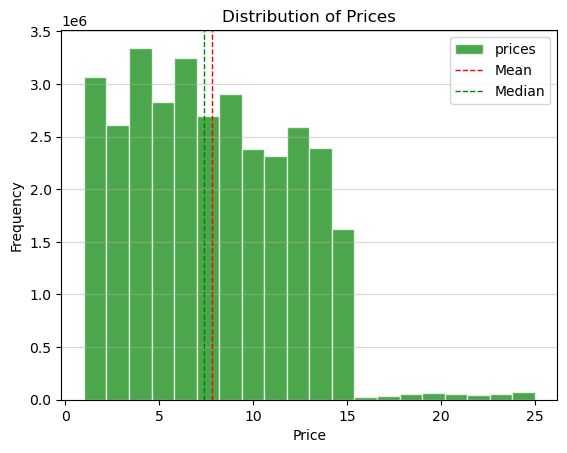 Distribution of Prices
1e6
3.5
3.0
2.5
2.0
1.5
1.0
0.5
0.0
Frequency
prices
Mean
Median
0 5 10 15 20 25
Price